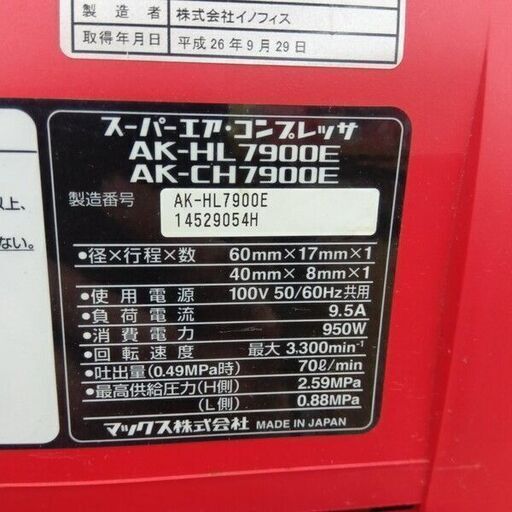 製造者 株式会社イノフィス
取得年月日 平成26年9月29日
スーパーエア・コンプレッサ
AK-HL7900E
AK-CH7900E
製造番号 AK-HL7900E
14529054H
●径×行程×数 60mm×17mm×1
40mm× 8mm×1
●使用電源 100V 50/60Hz共用
●負荷電流 9.5A
●消費電力 950W
●回転速度 最大 3,300min⁻¹
●吐出量(0.49MPa時) 70ℓ/min
●最高供給圧力(H側) 2.59MPa
(L側) 0.88MPa
マックス株式会社 MADE IN JAPAN
以上、
ない。